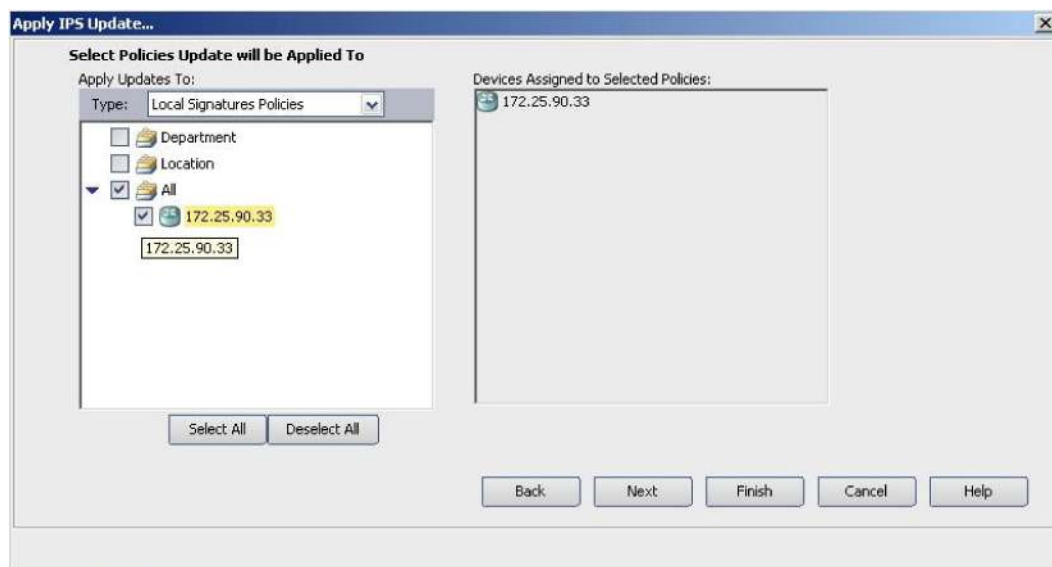 Apply IPS Update...
Select Policies Update will be Applied To
Apply Updates To:
Type: Local Signatures Policies
Department
Location
All
172.25.90.33
172.25.90.33
Devices Assigned to Selected Policies:
172.25.90.33
Select All Deselect All
Back Next Finish Cancel Help